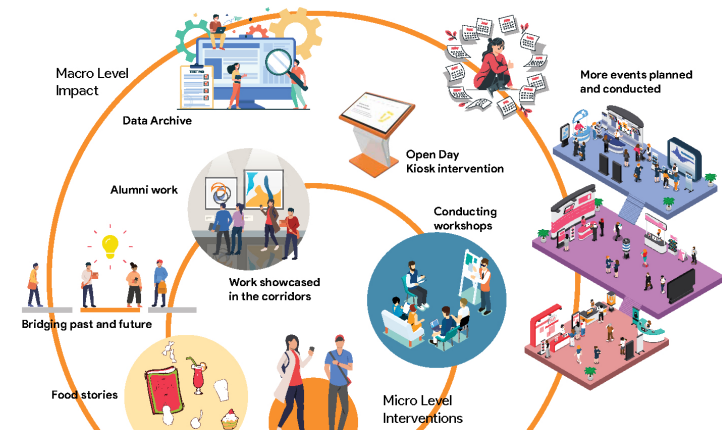 Macro Level
Impact
Data Archive
More events planned
and conducted
Open Day
Kiosk intervention
Alumni work
Conducting
workshops
Work showcased
in the corridors
Bridging past and future
Food stories
Micro Level
Interventions